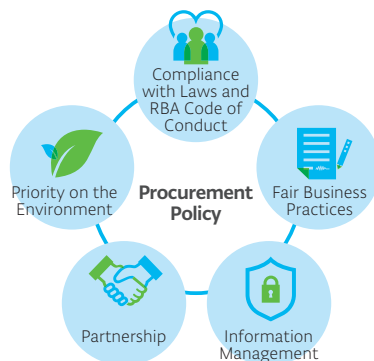 Compliance
with Laws and
RBA Code of
Conduct
Priority on the
Environment
Procurement
Policy
Fair Business
Practices
Partnership
Information
Management